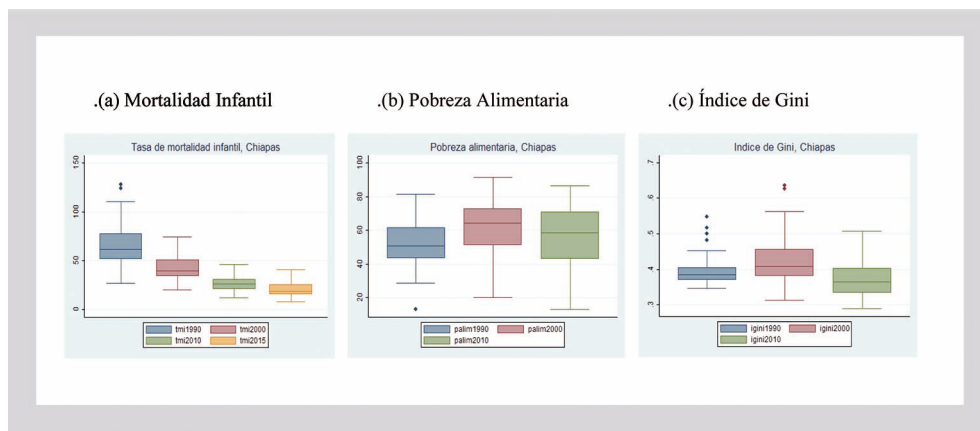 .(a) Mortalidad Infantil
.(b) Pobreza Alimentaria
.(c) Índice de Gini
Tasa de mortalidad infantil, Chiapas
150
100
50
0
tmi1990
tmi2000
tmi2010
tmi2015
Pobreza alimentaria, Chiapas
100
80
60
40
20
palim1990
palim2000
palim2010
Indice de Gini, Chiapas
.7
.6
.5
.4
.3
igini1990
igini2000
igini2010